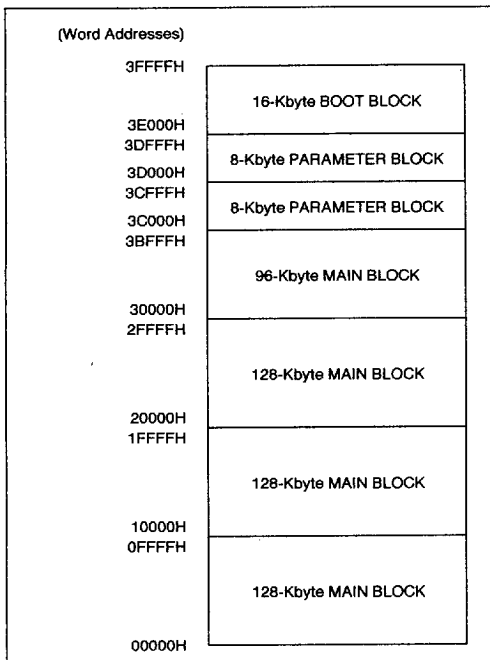 (Word Addresses)
3FFFFH
16-Kbyte BOOT BLOCK
3E000H
3DFFFH
8-Kbyte PARAMETER BLOCK
3D000H
3CFFFH
8-Kbyte PARAMETER BLOCK
3C000H
3BFFFH
96-Kbyte MAIN BLOCK
30000H
2FFFFH
128-Kbyte MAIN BLOCK
20000H
1FFFFH
128-Kbyte MAIN BLOCK
10000H
0FFFFH
128-Kbyte MAIN BLOCK
00000H